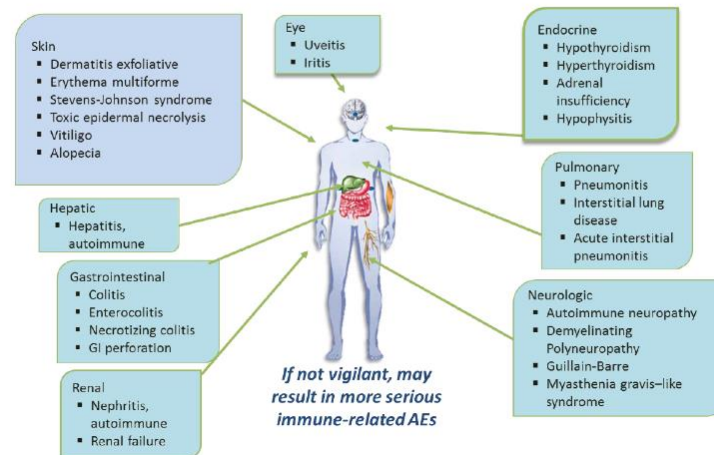 Skin
▪ Dermatitis exfoliative
▪ Erythema multiforme
▪ Stevens-Johnson syndrome
▪ Toxic epidermal necrolysis
▪ Vitiligo
▪ Alopecia
Eye
▪ Uveitis
▪ Iritis
Endocrine
▪ Hypothyroidism
▪ Hyperthyroidism
▪ Adrenal
insufficiency
▪ Hypophysitis
Pulmonary
▪ Pneumonitis
▪ Interstitial lung
disease
▪ Acute interstitial
pneumonitis
Hepatic
▪ Hepatitis,
autoimmune
Gastrointestinal
▪ Colitis
▪ Enterocolitis
▪ Necrotizing colitis
▪ GI perforation
Neurologic
▪ Autoimmune neuropathy
▪ Demyelinating
Polyneuropathy
▪ Guillain-Barre
▪ Myasthenia gravis–like
syndrome
Renal
▪ Nephritis,
autoimmune
▪ Renal failure
If not vigilant, may
result in more serious
immune-related AEs